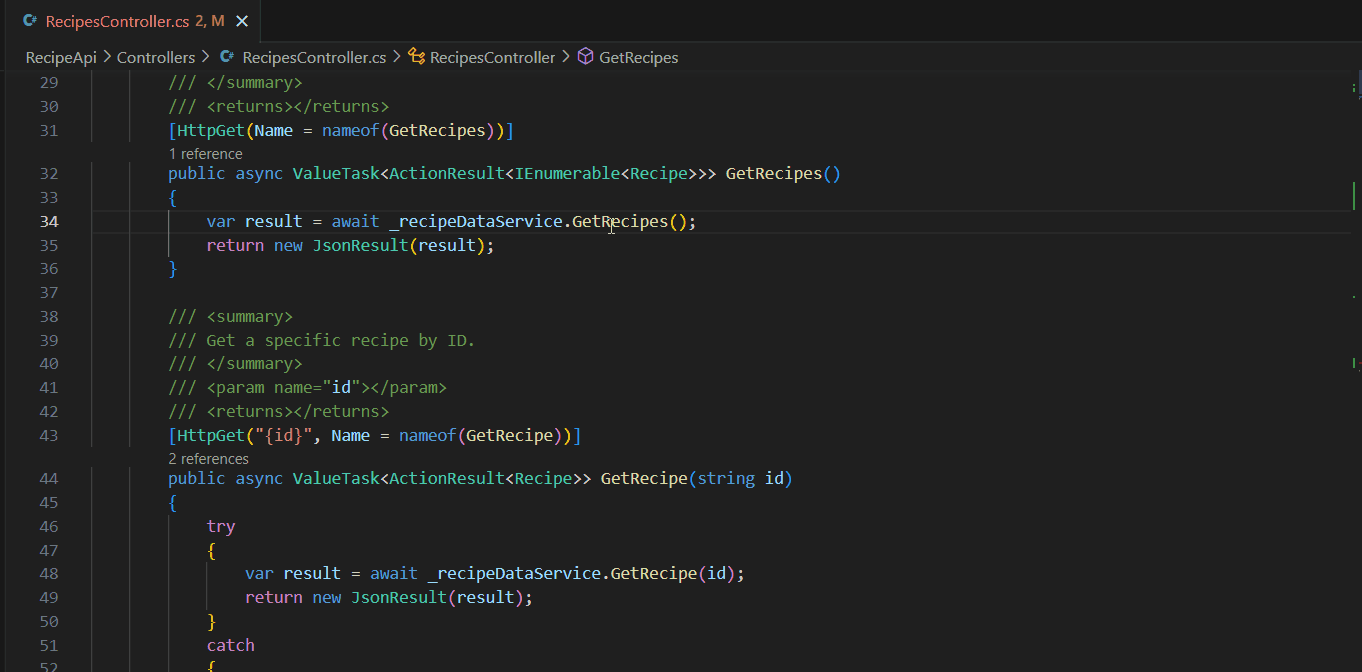 C# RecipesController.cs 2, M ×
RecipeApi > Controllers > C# RecipesController.cs > RecipesController > GetRecipes
29 /// </summary>
30 /// <returns></returns>
31 [HttpGet(Name = nameof(GetRecipes))]
1 reference
32 public async ValueTask<ActionResult<IEnumerable<Recipe>>> GetRecipes()
33 {
34 var result = await _recipeDataService.GetRecipes();
35 return new JsonResult(result);
36 }
37
38 /// <summary>
39 /// Get a specific recipe by ID.
40 /// </summary>
41 /// <param name="id"></param>
42 /// <returns></returns>
43 [HttpGet("{id}", Name = nameof(GetRecipe))]
2 references
44 public async ValueTask<ActionResult<Recipe>> GetRecipe(string id)
45 {
46 try
47 {
48 var result = await _recipeDataService.GetRecipe(id);
49 return new JsonResult(result);
50 }
51 catch
52 {